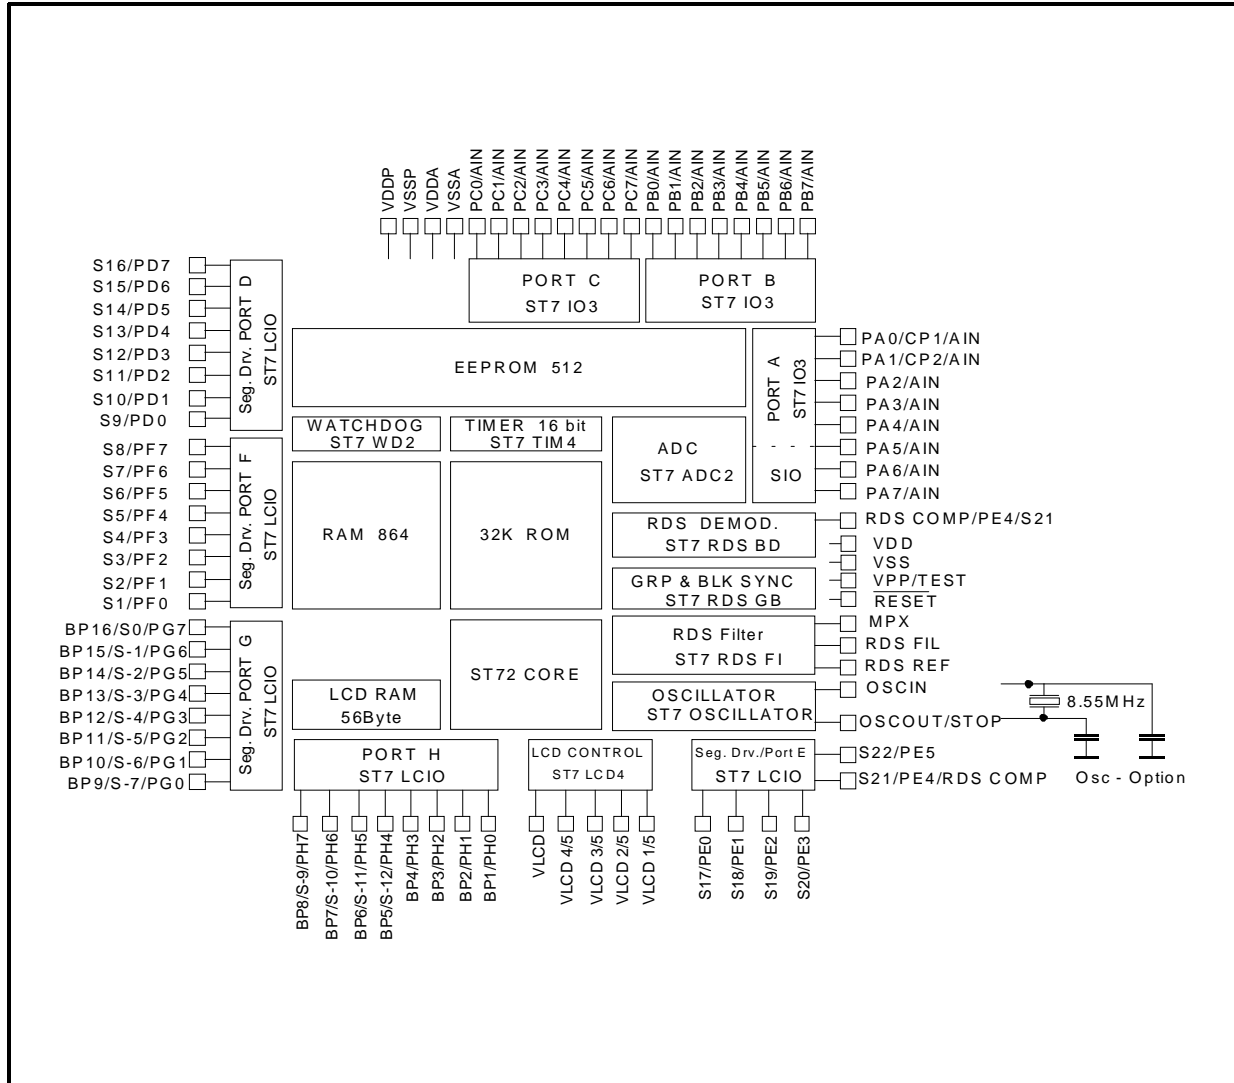 VDDP
VSSP
VDDA
VSSA
PC0/AIN
PC1/AIN
PC2/AIN
PC3/AIN
PC4/AIN
PC5/AIN
PC6/AIN
PC7/AIN
PB0/AIN
PB1/AIN
PB2/AIN
PB3/AIN
PB4/AIN
PB5/AIN
PB6/AIN
PB7/AIN
PORT C
ST7 IO3
PORT B
ST7 IO3
S16/PD7
S15/PD6
S14/PD5
S13/PD4
S12/PD3
S11/PD2
S10/PD1
S9/PD0
Seg. Drv. PORT D
ST7 LCIO
EEPROM 512
PORT A
ST7 IO3
SIO
PA0/CP1/AIN
PA1/CP2/AIN
PA2/AIN
PA3/AIN
PA4/AIN
PA5/AIN
PA6/AIN
PA7/AIN
WATCHDOG
ST7 WD2
TIMER 16 bit
ST7 TIM4
ADC
ST7 ADC2
S8/PF7
S7/PF6
S6/PF5
S5/PF4
S4/PF3
S3/PF2
S2/PF1
S1/PF0
Seg. Drv. PORT F
ST7 LCIO
RAM 864
32K ROM
RDS DEMOD.
ST7 RDS BD
RDS COMP/PE4/S21
VDD
VSS
VPP/TEST
RESET
GRP & BLK SYNC
ST7 RDS GB
MPX
RDS FIL
RDS REF
RDS Filter
ST7 RDS FI
BP16/S0/PG7
BP15/S-1/PG6
BP14/S-2/PG5
BP13/S-3/PG4
BP12/S-4/PG3
BP11/S-5/PG2
BP10/S-6/PG1
BP9/S-7/PG0
Seg. Drv. PORT G
ST7 LCIO
ST72 CORE
LCD RAM
56Byte
OSCILLATOR
ST7 OSCILLATOR
OSCIN
OSCOUT/STOP
8.55MHz
Osc - Option
PORT H
ST7 LCIO
LCD CONTROL
ST7 LCD4
Seg. Drv./Port E
ST7 LCIO
S22/PE5
S21/PE4/RDS COMP
BP8/S-9/PH7
BP7/S-10/PH6
BP6/S-11/PH5
BP5/S-12/PH4
BP4/PH3
BP3/PH2
BP2/PH1
BP1/PH0
VLCD
VLCD 4/5
VLCD 3/5
VLCD 2/5
VLCD 1/5
S17/PE0
S18/PE1
S19/PE2
S20/PE3